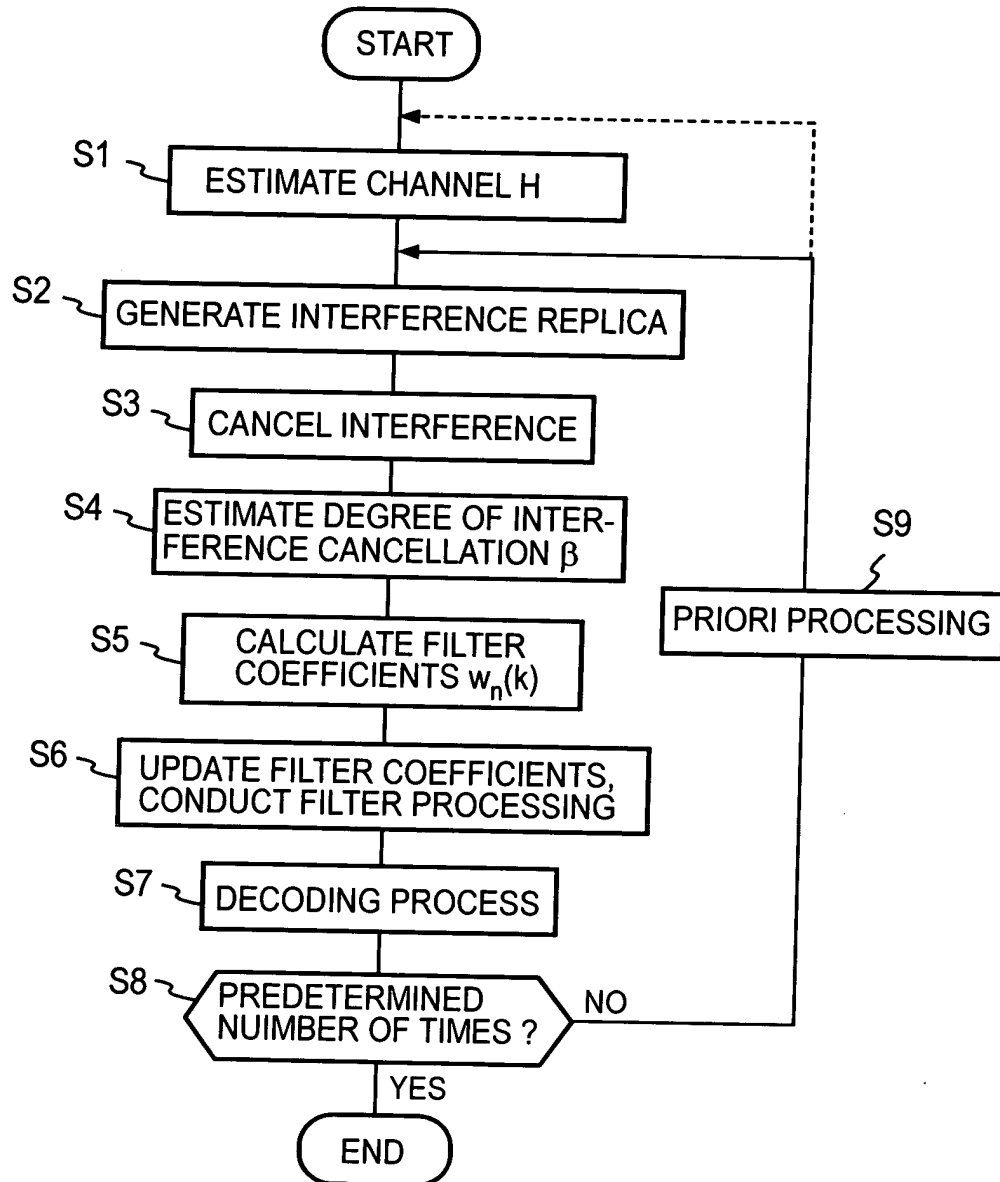 START
S1
ESTIMATE CHANNEL H
S2
GENERATE INTERFERENCE REPLICA
S3
CANCEL INTERFERENCE
S4
ESTIMATE DEGREE OF INTER-
FERENCE CANCELLATION β
S9
PRIORI PROCESSING
S5
CALCULATE FILTER
COEFFICIENTS wn(k)
S6
UPDATE FILTER COEFFICIENTS,
CONDUCT FILTER PROCESSING
S7
DECODING PROCESS
S8
PREDETERMINED
NUIMBER OF TIMES ?
NO
YES
END